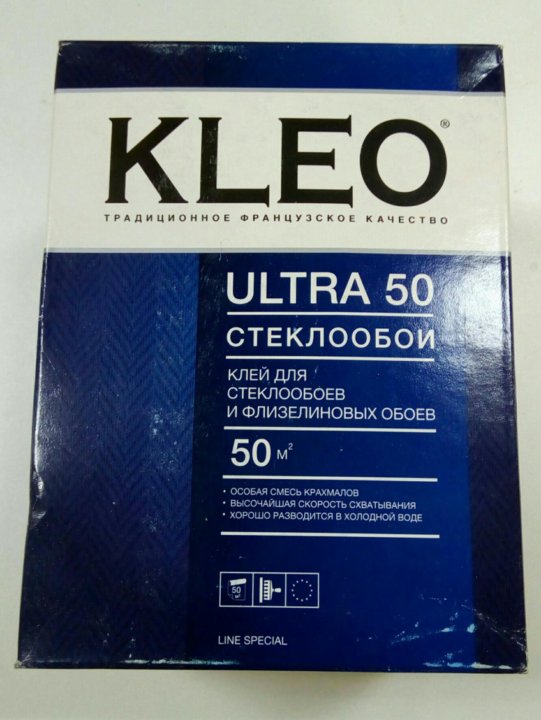 KLEO®
ТРАДИЦИОННОЕ ФРАНЦУЗСКОЕ КАЧЕСТВО
ULTRA 50
СТЕКЛООБОИ
КЛЕЙ ДЛЯ
СТЕКЛООБОЕВ
И ФЛИЗЕЛИНОВЫХ ОБОЕВ
50 м²
• ОСОБАЯ СМЕСЬ КРАХМАЛОВ
• ВЫСОЧАЙШАЯ СКОРОСТЬ СХВАТЫВАНИЯ
• ХОРОШО РАЗВОДИТСЯ В ХОЛОДНОЙ ВОДЕ
50
м²
LINE SPECIAL